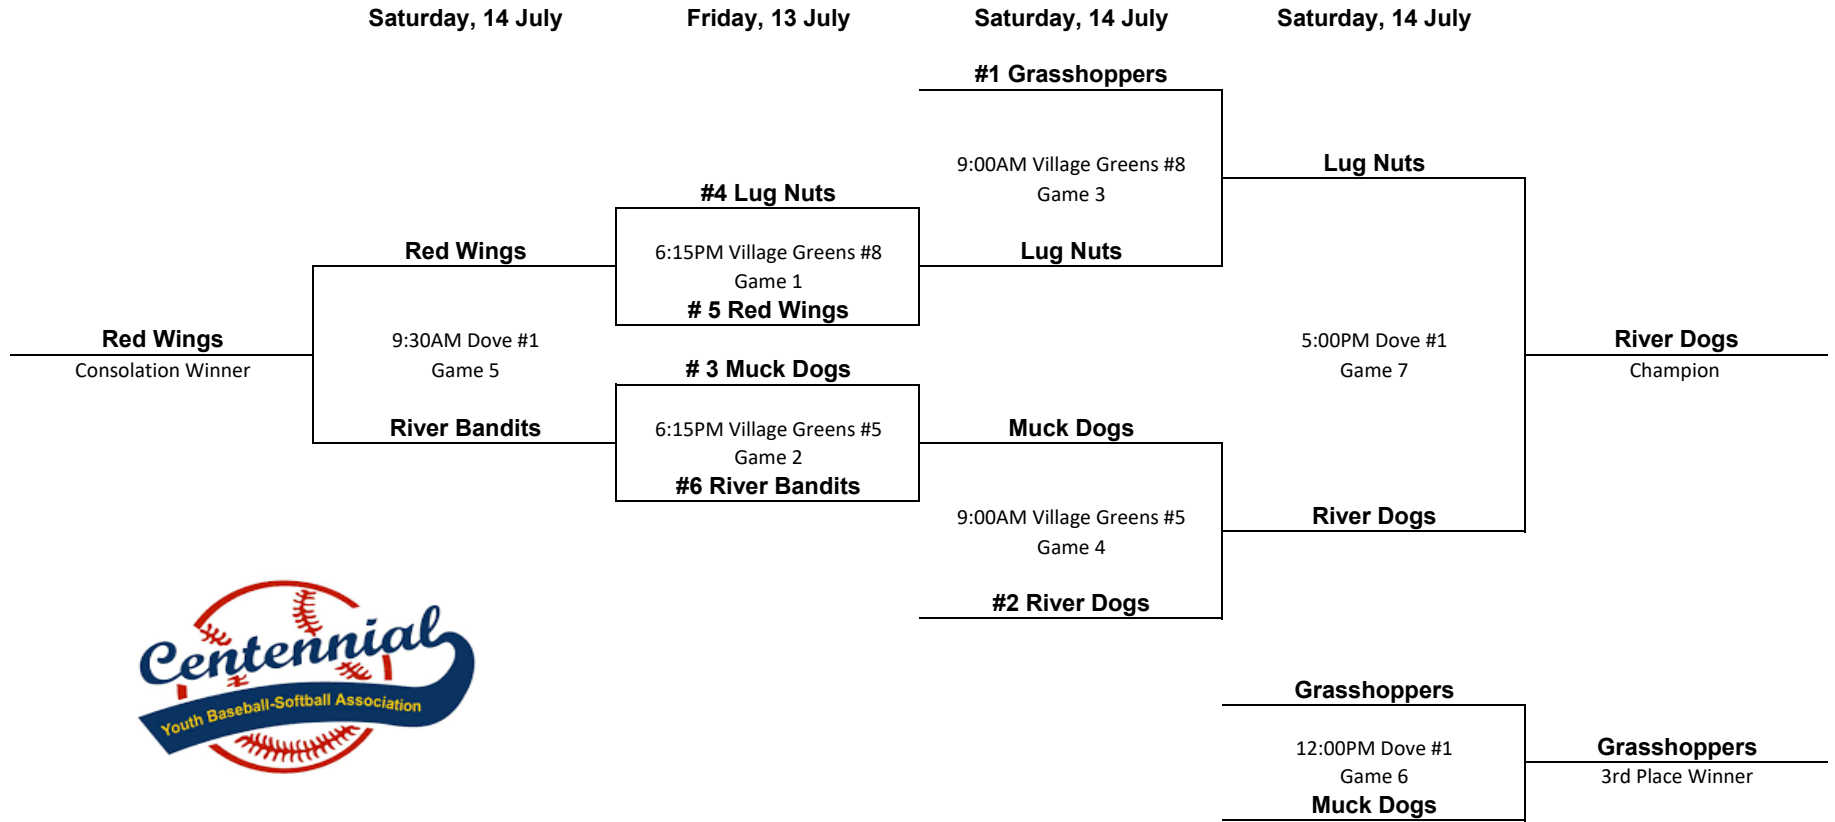 Saturday, 14 July Friday, 13 July Saturday, 14 July Saturday, 14 July
#1 Grasshoppers
9:00AM Village Greens #8
Game 3
Lug Nuts
#4 Lug Nuts
Red Wings
6:15PM Village Greens #8
Game 1
Lug Nuts
# 5 Red Wings
Red Wings
Consolation Winner
9:30AM Dove #1
Game 5
# 3 Muck Dogs
5:00PM Dove #1
Game 7
River Dogs
Champion
River Bandits
6:15PM Village Greens #5
Game 2
Muck Dogs
#6 River Bandits
9:00AM Village Greens #5
Game 4
River Dogs
#2 River Dogs
Centennial
Youth Baseball-Softball Association
Grasshoppers
12:00PM Dove #1
Game 6
Grasshoppers
3rd Place Winner
Muck Dogs